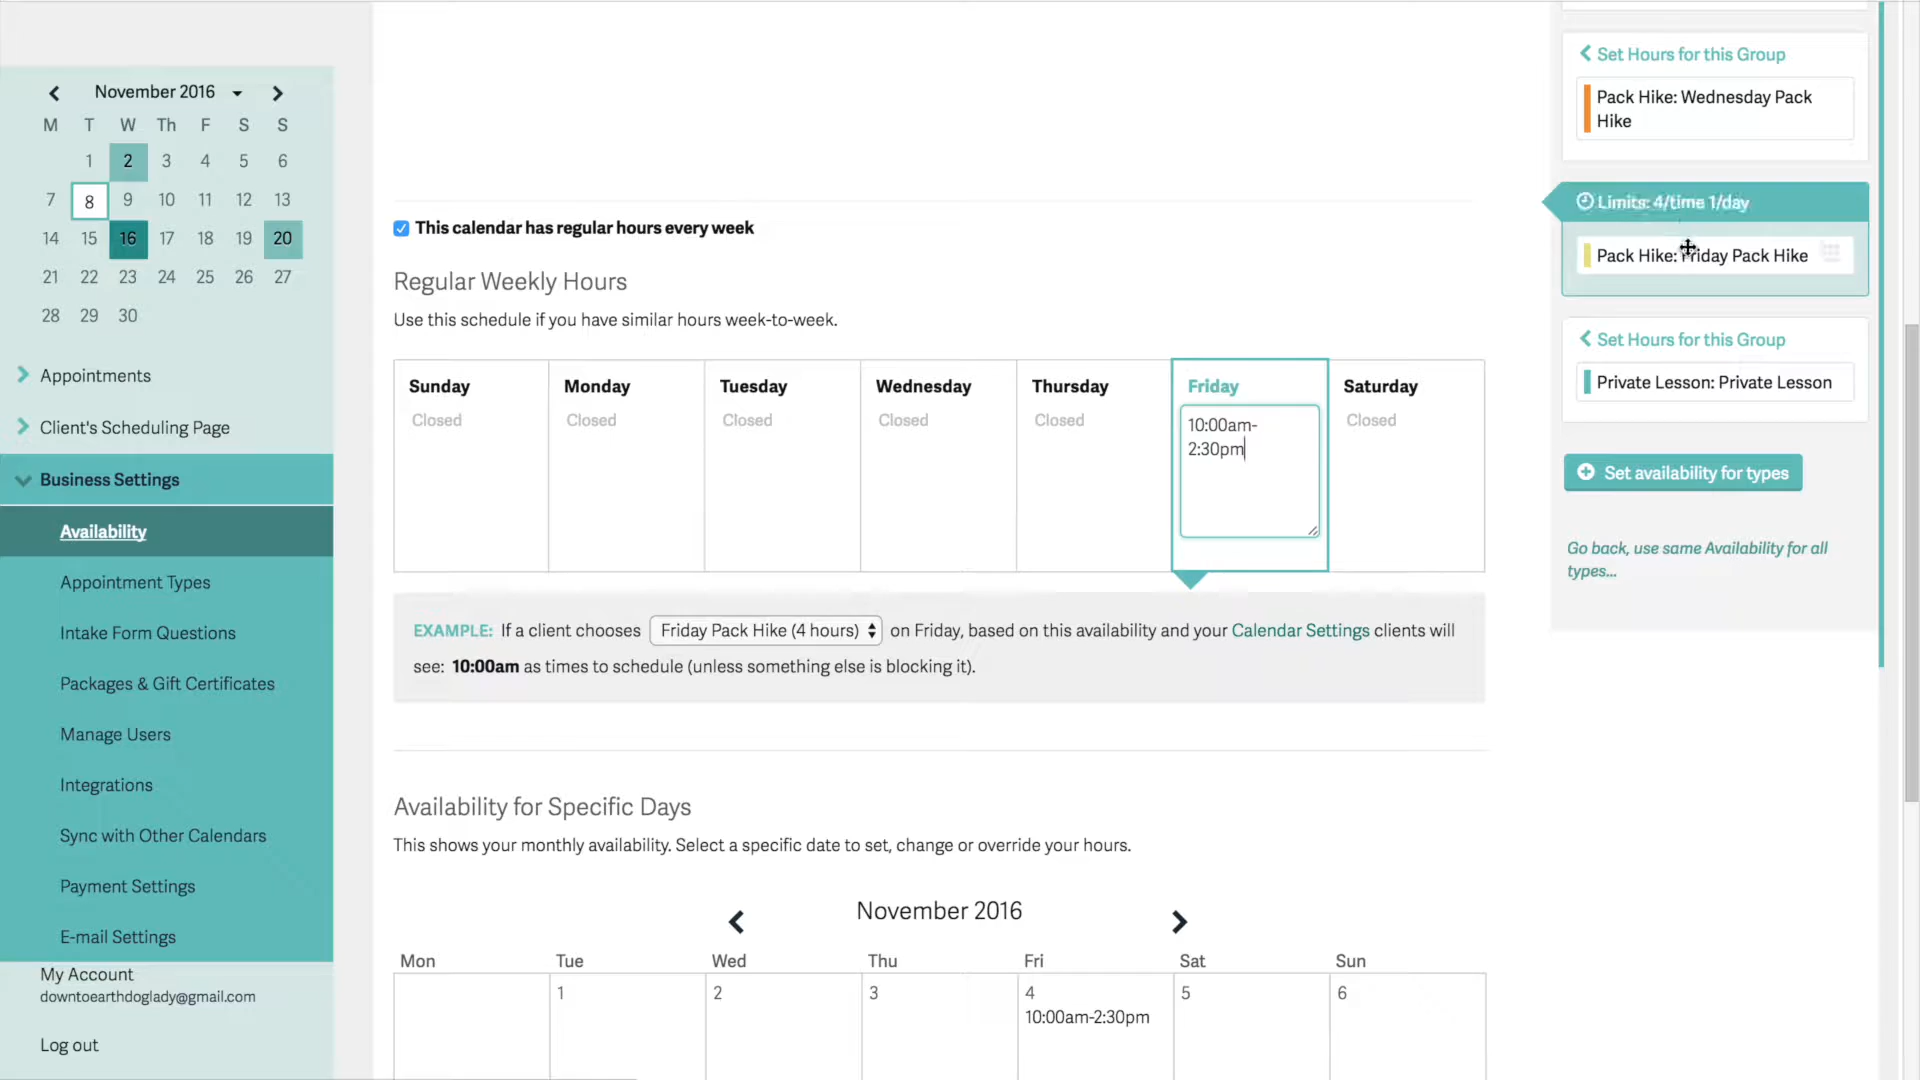 November 2016
M T W Th F S S
1 2 3 4 5 6
7 8 9 10 11 12 13
14 15 16 17 18 19 20
21 22 23 24 25 26 27
28 29 30
Appointments
Client's Scheduling Page
Business Settings
Availability
Appointment Types
Intake Form Questions
Packages & Gift Certificates
Manage Users
Integrations
Sync with Other Calendars
Payment Settings
E-mail Settings
My Account
downtoearthdoglady@gmail.com
Log out
This calendar has regular hours every week
Regular Weekly Hours
Use this schedule if you have similar hours week-to-week.
Sunday Monday Tuesday Wednesday Thursday Friday Saturday
Closed Closed Closed Closed Closed 10:00am- Closed
2:30pm
EXAMPLE: If a client chooses Friday Pack Hike (4 hours) on Friday, based on this availability and your Calendar Settings clients will
see: 10:00am as times to schedule (unless something else is blocking it).
Availability for Specific Days
This shows your monthly availability. Select a specific date to set, change or override your hours.
November 2016
Mon Tue Wed Thu Fri Sat Sun
1 2 3 4 5 6
10:00am-2:30pm
Set Hours for this Group
Pack Hike: Wednesday Pack
Hike
Limits: 4/time 1/day
Pack Hike: Friday Pack Hike
Set Hours for this Group
Private Lesson: Private Lesson
Set availability for types
Go back, use same Availability for all
types...